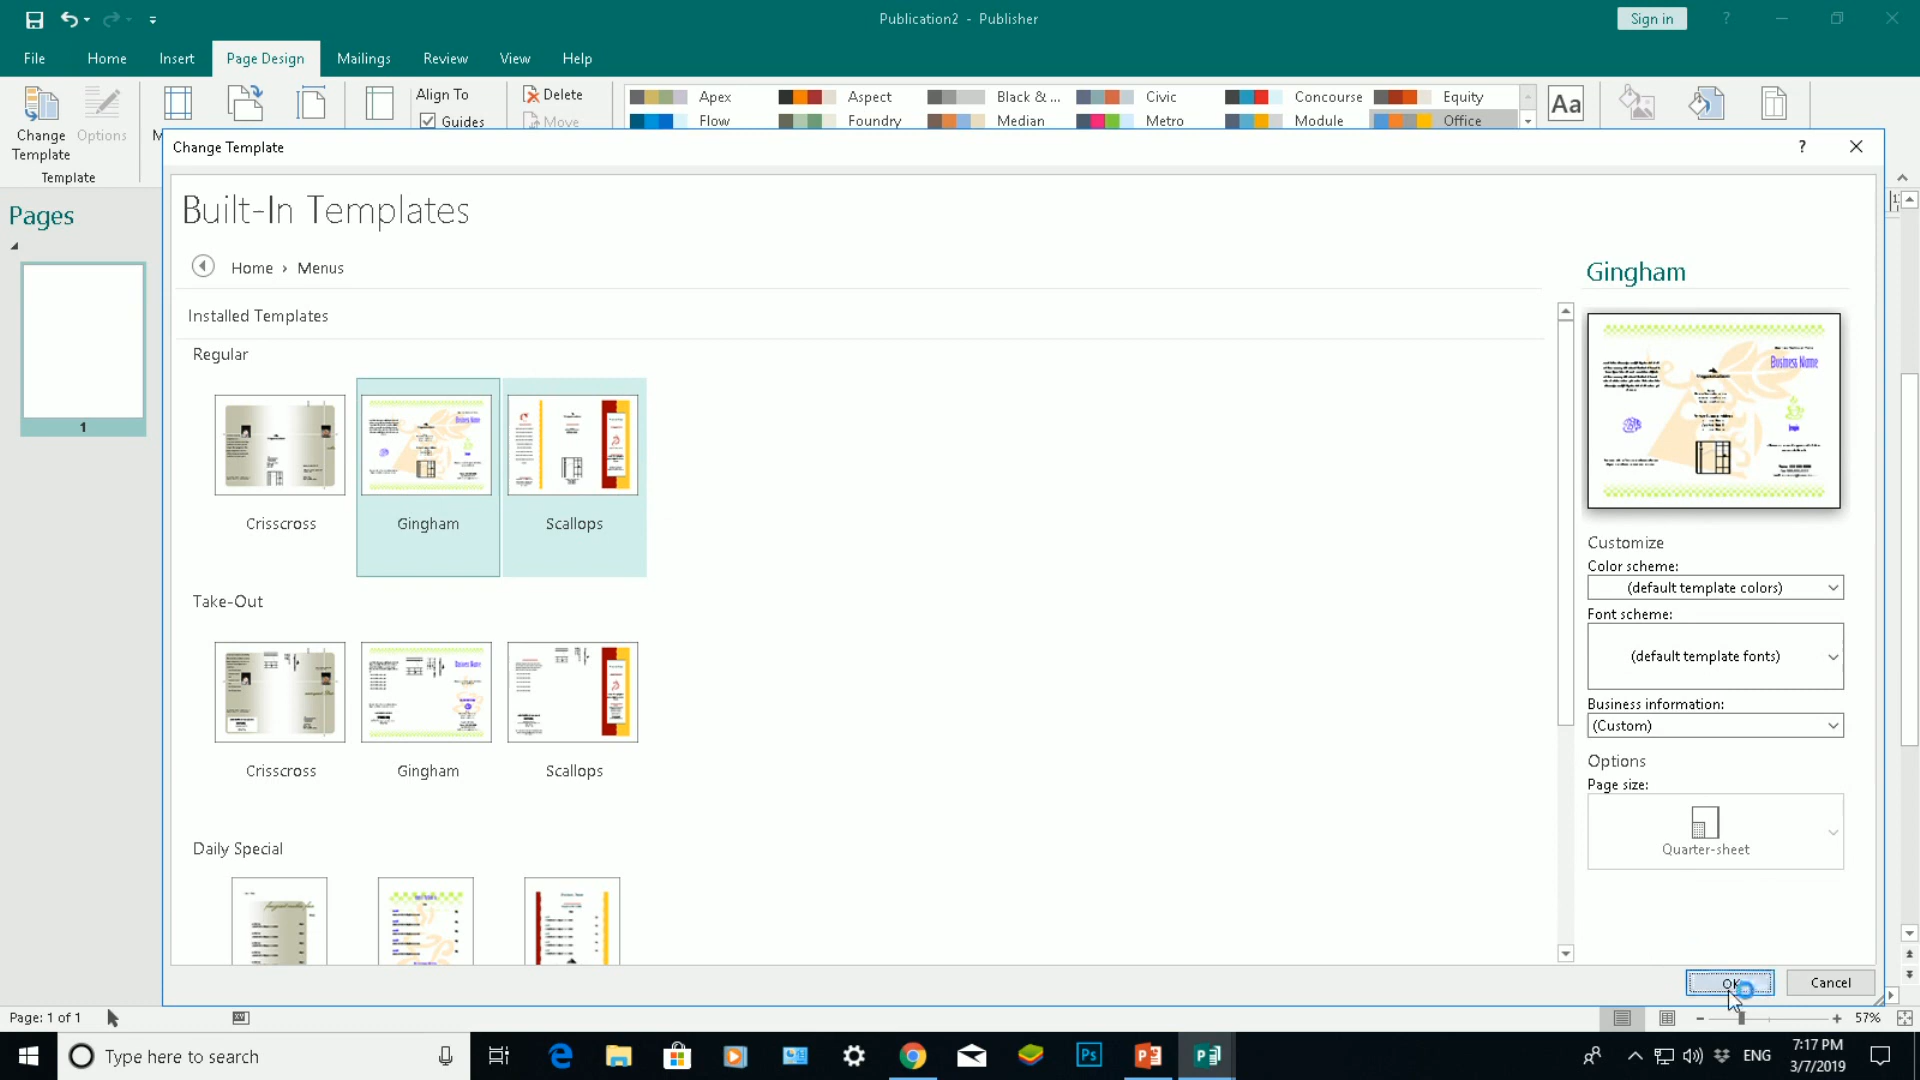 Publication2 - Publisher
Sign in
?
File
Home
Insert
Page Design
Mailings
Review
View
Help
Change Template
Options
Template
M
Align To
Guides
Delete
Move
Apex
Aspect
Black & ...
Civic
Concourse
Equity
Flow
Foundry
Median
Metro
Module
Office
Aa
Change Template
?
Built-In Templates
Pages
1
Home › Menus
Installed Templates
Regular
Crisscross
Gingham
Scallops
Take-Out
Crisscross
Gingham
Scallops
Daily Special
Gingham
Business Name
Customize
Color scheme:
(default template colors)
Font scheme:
(default template fonts)
Business information:
(Custom)
Options
Page size:
Quarter-sheet
OK
Cancel
Page: 1 of 1
57%
Type here to search
Ps
ENG
7:17 PM
3/7/2019